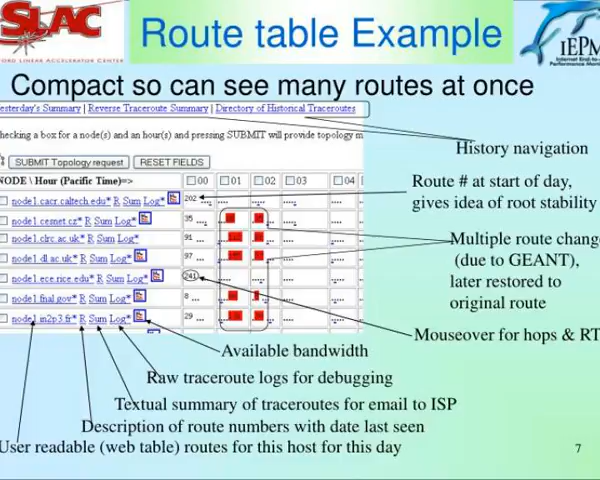 SLAC
FORD LINEAR ACCELERATOR CENTER
Route table Example
IEPM
Internet End-to-
Performance Moni
Compact so can see many routes at once
esterday's Summary | Reverse Traceroute Summary | Directory of Historical Traceroutes
hecking a box for a node(s) and an hour(s) and pressing SUBMIT will provide topology m
SUBMIT Topology request RESET FIELDS
NODE \ Hour (Pacific Time)=> 00 01 02 03 04
node1.cacr.caltech.edu* R Sum Log* 202
node1.cesnet.cz* R Sum Log* 35
node1.clrc.ac.uk* R Sum Log* 91
node1.dl.ac.uk* R Sum Log* 97
node1.ece.rice.edu* R Sum Log* 241
node1.fnal.gov* R Sum Log* 8
node1.in2p3.fr* R Sum Log* 29
History navigation
Route # at start of day,
gives idea of root stability
Multiple route chang
(due to GEANT),
later restored to
original route
Mouseover for hops & RT
Available bandwidth
Raw traceroute logs for debugging
Textual summary of traceroutes for email to ISP
Description of route numbers with date last seen
User readable (web table) routes for this host for this day
7